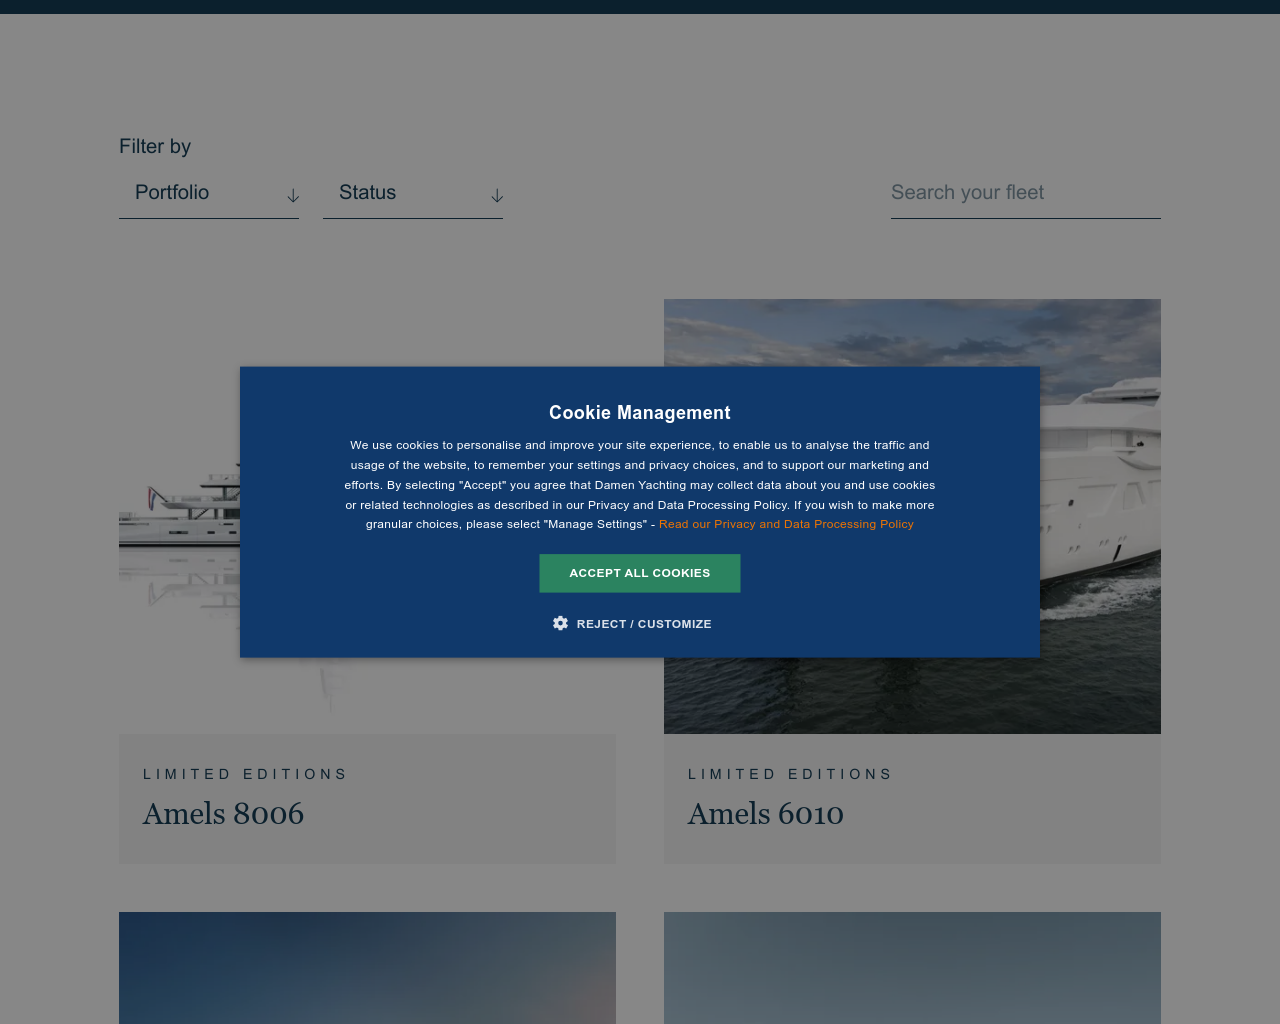 Filter by
Portfolio
Status
Search your fleet
Cookie Management
We use cookies to personalise and improve your site experience, to enable us to analyse the traffic and
usage of the website, to remember your settings and privacy choices, and to support our marketing and
efforts. By selecting "Accept" you agree that Damen Yachting may collect data about you and use cookies
or related technologies as described in our Privacy and Data Processing Policy. If you wish to make more
granular choices, please select "Manage Settings" - Read our Privacy and Data Processing Policy
ACCEPT ALL COOKIES
REJECT / CUSTOMIZE
LIMITED EDITIONS
Amels 8006
LIMITED EDITIONS
Amels 6010